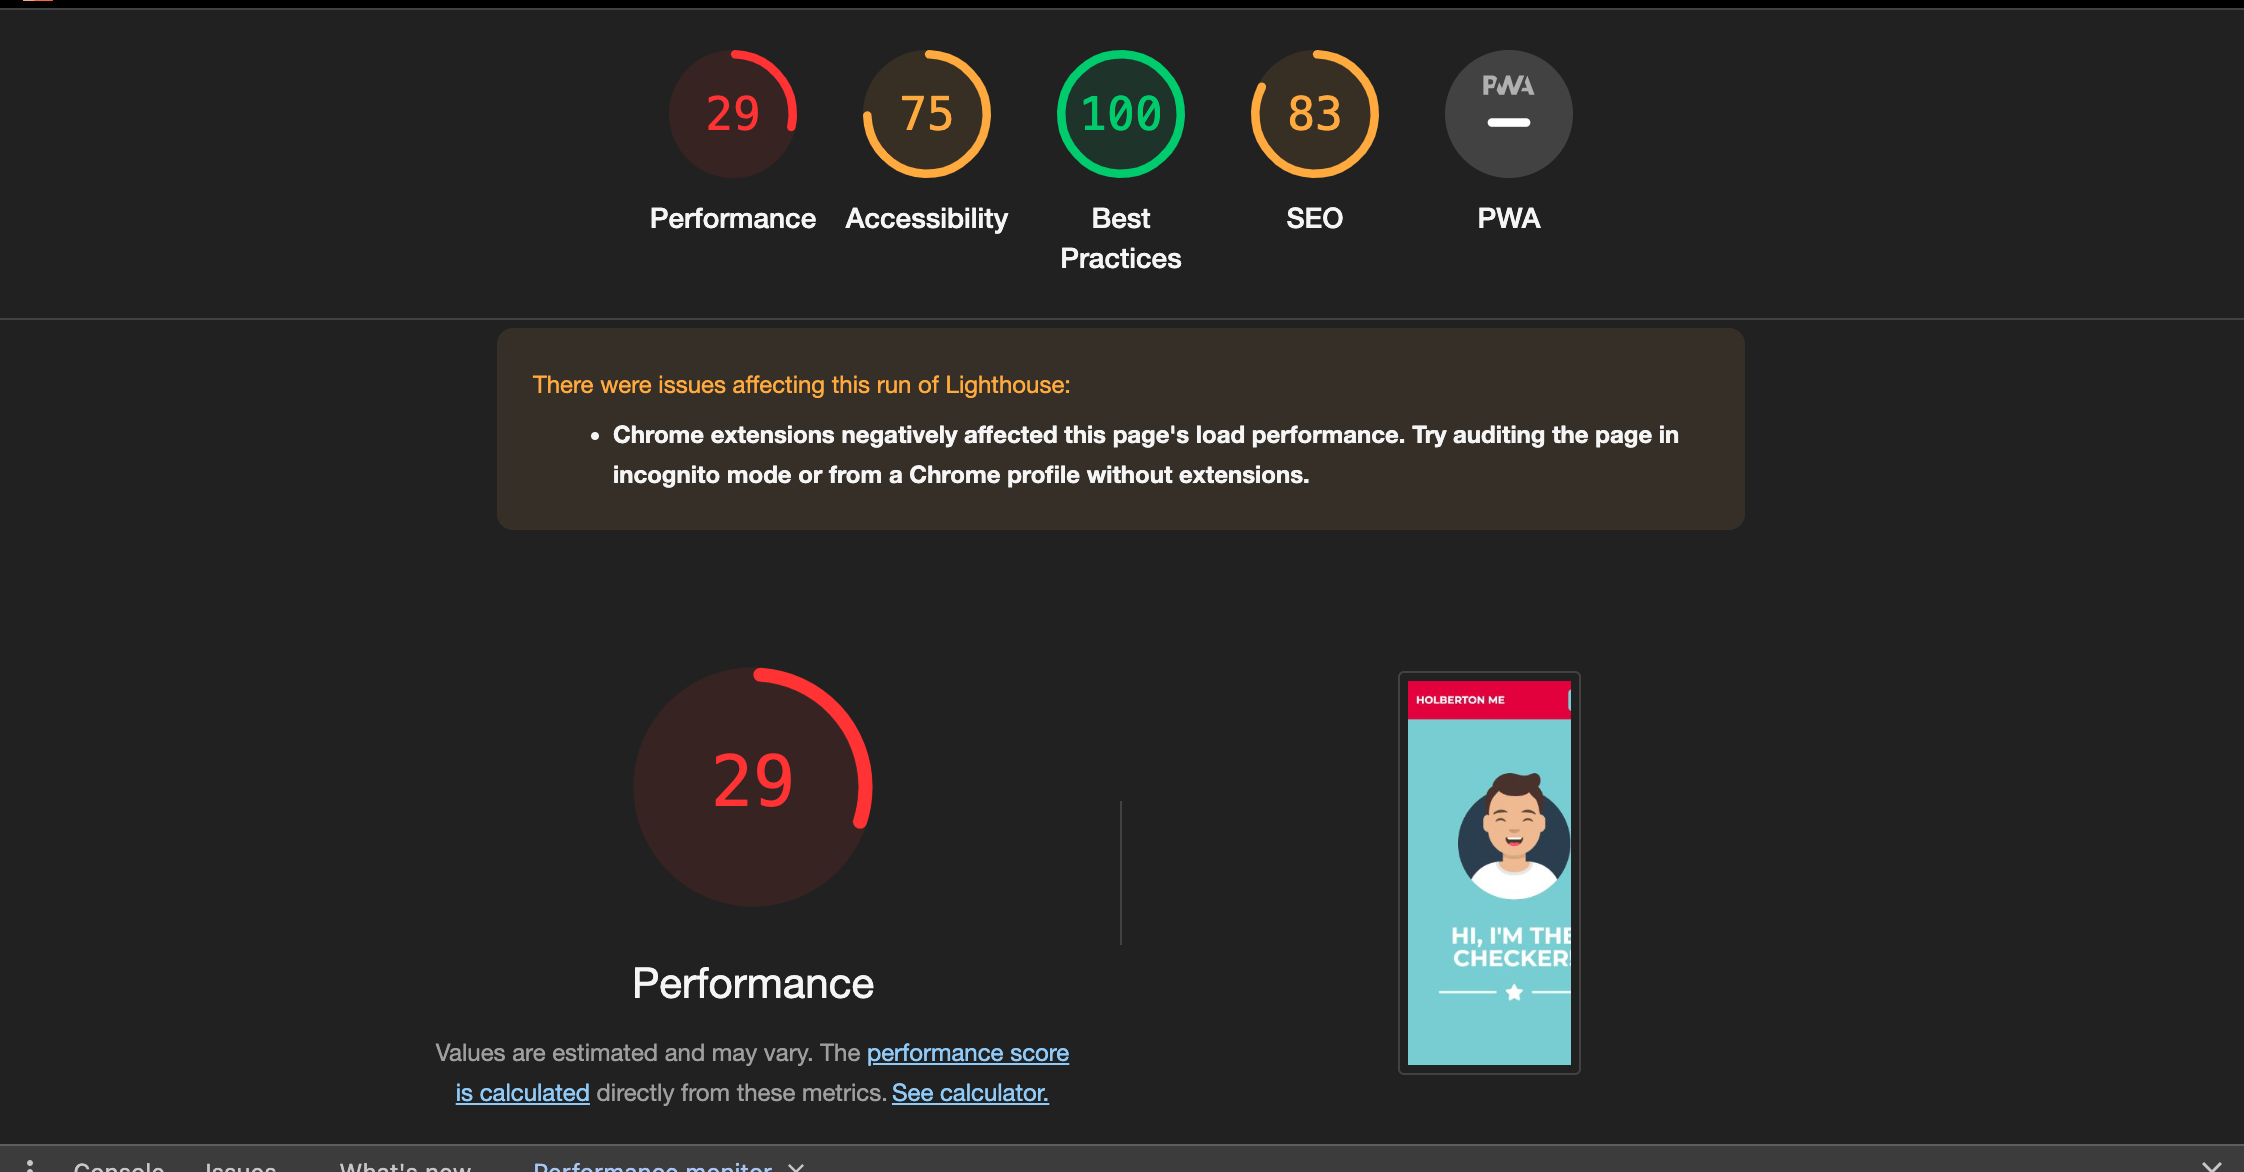 29
75
100
83
PWA
Performance
Accessibility
Best
Practices
SEO
PWA
There were issues affecting this run of Lighthouse:
• Chrome extensions negatively affected this page's load performance. Try auditing the page in
incognito mode or from a Chrome profile without extensions.
29
Performance
Values are estimated and may vary. The performance score
is calculated directly from these metrics. See calculator.
HOLBERTON ME
HI, I'M THE
CHECKER!
Console
Issues
What's new
Performance monitor